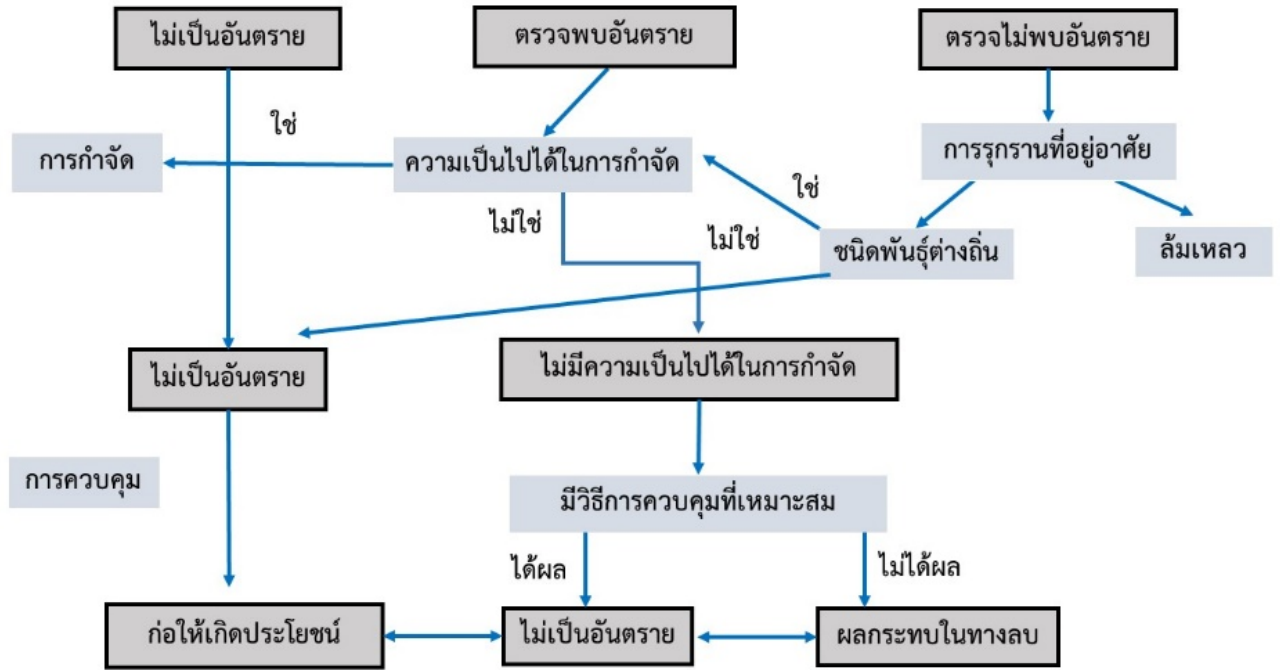 ไม่เป็นอันตราย
ตรวจพบอันตราย
ตรวจไม่พบอันตราย
ใช่
การกำจัด
ความเป็นไปได้ในการกำจัด
การรุกรานที่อยู่อาศัย
ใช่
ไม่ใช่
ไม่ใช่
ชนิดพันธุ์ต่างถิ่น
ล้มเหลว
ไม่เป็นอันตราย
ไม่มีความเป็นไปได้ในการกำจัด
การควบคุม
มีวิธีการควบคุมที่เหมาะสม
ได้ผล
ไม่ได้ผล
ก่อให้เกิดประโยชน์
ไม่เป็นอันตราย
ผลกระทบในทางลบ